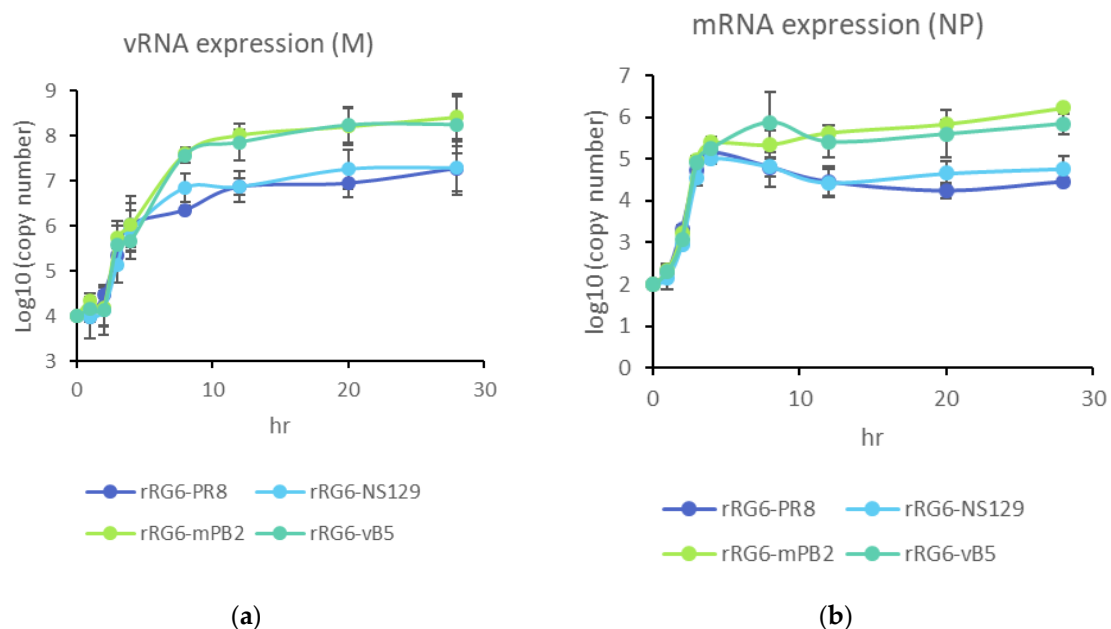 vRNA expression (M)
Log10 (copy number)
9
8
7
6
5
4
3
0
10
20
30
hr
rRG6-PR8
rRG6-NS129
rRG6-mPB2
rRG6-vB5
(a)
mRNA expression (NP)
log10 (copy number)
7
6
5
4
3
2
1
0
0
10
20
30
hr
rRG6-PR8
rRG6-NS129
rRG6-mPB2
rRG6-vB5
(b)